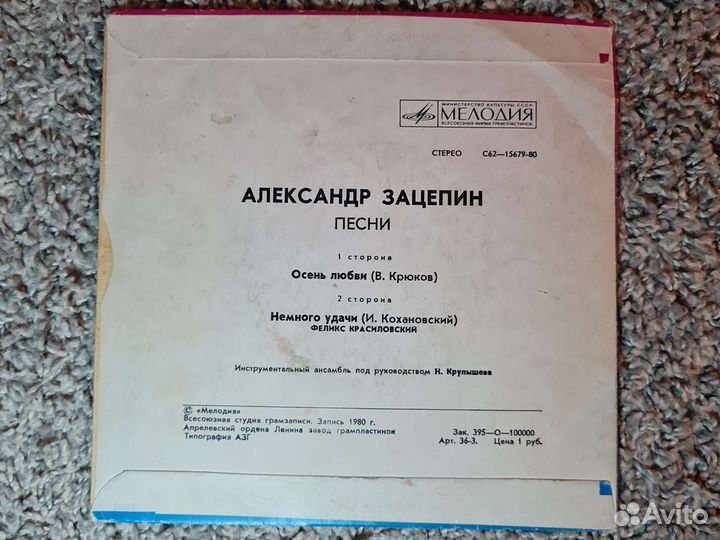 МИНИСТЕРСТВО КУЛЬТУРЫ СССР
МЕЛОДИЯ
ВСЕСОЮЗНАЯ ФИРМА ГРАМПЛАСТИНОК
СТЕРЕО С62—15679-80
АЛЕКСАНДР ЗАЦЕПИН
ПЕСНИ
1 сторона
Осень любви (В. Крюков)
2 сторона
Немного удачи (И. Кохановский)
ФЕЛИКС КРАСИЛОВСКИЙ
Инструментальный ансамбль под руководством Н. Крупышева
© «Мелодия»
Всесоюзная студия грамзаписи. Запись 1980 г.
Апрелевский ордена Ленина завод грампластинок
Типография АЗГ
Зак. 395—О—100000
Арт. 36-3. Цена 1 руб.
Avito